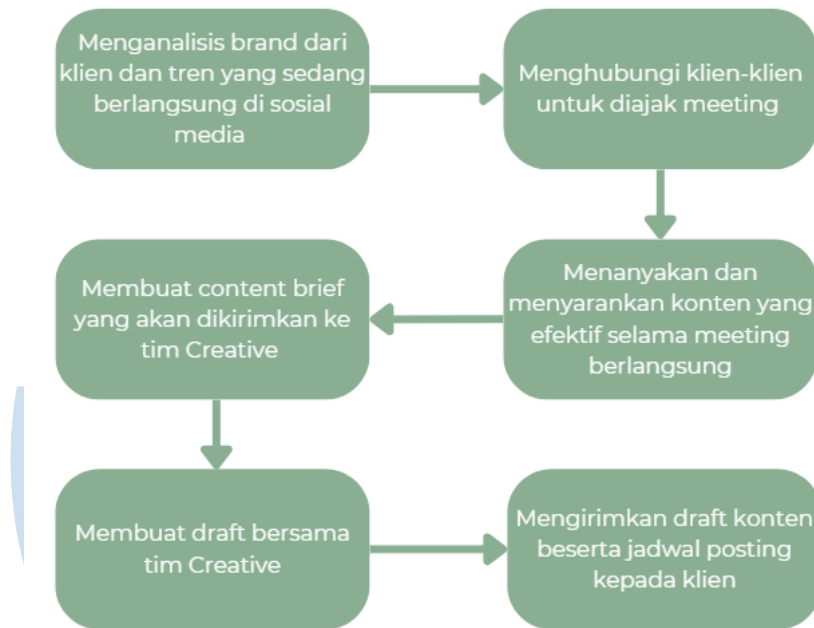 Menganalisis brand dari
klien dan tren yang sedang
berlangsung di sosial
media
Menghubungi klien-klien
untuk diajak meeting
Menanyakan dan
menyarankan konten yang
efektif selama meeting
berlangsung
Membuat content brief
yang akan dikirimkan ke
tim Creative
Membuat draft bersama
tim Creative
Mengirimkan draft konten
beserta jadwal posting
kepada klien